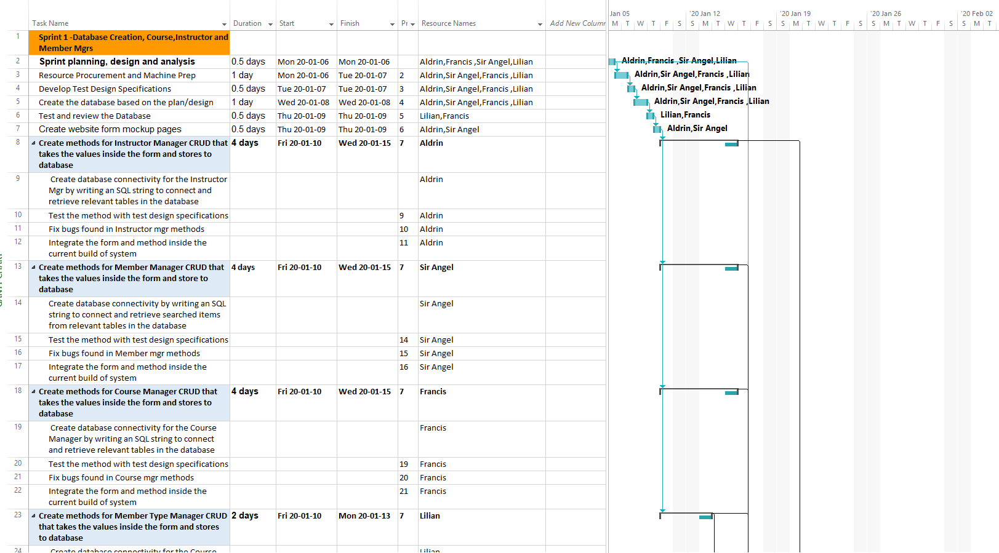 Jan 05 '20 Jan 12 '20 Jan 19 '20 Jan 26 '20 Feb 02
Task Name Duration Start Finish Pr Resource Names Add New Column M T W T F S S M T W T F S S M T W T F S S M T W T F S S M T
1 Sprint 1 -Database Creation, Course,Instructor and
Member Mgrs
2 Sprint planning, design and analysis 0.5 days Mon 20-01-06 Mon 20-01-06 Aldrin,Francis ,Sir Angel,Lilian Aldrin,Francis ,Sir Angel,Lilian
3 Resource Procurement and Machine Prep 1 day Mon 20-01-06 Tue 20-01-07 2 Aldrin,Sir Angel,Francis ,Lilian Aldrin,Sir Angel,Francis ,Lilian
4 Develop Test Design Specifications 0.5 days Tue 20-01-07 Tue 20-01-07 3 Aldrin,Sir Angel,Francis ,Lilian Aldrin,Sir Angel,Francis ,Lilian
5 Create the database based on the plan/design 1 day Wed 20-01-08 Wed 20-01-08 4 Aldrin,Sir Angel,Francis ,Lilian Aldrin,Sir Angel,Francis ,Lilian
6 Test and review the Database 0.5 days Thu 20-01-09 Thu 20-01-09 5 Lilian,Francis Lilian,Francis
7 Create website form mockup pages 0.5 days Thu 20-01-09 Thu 20-01-09 6 Aldrin,Sir Angel Aldrin,Sir Angel
8 Create methods for Instructor Manager CRUD that 4 days Fri 20-01-10 Wed 20-01-15 7 Aldrin
takes the values inside the form and stores to
database
9 Create database connectivity for the Instructor Aldrin
Mgr by writing an SQL string to connect and
retrieve relevant tables in the database
10 Test the method with test design specifications 9 Aldrin
11 Fix bugs found in Instructor mgr methods 10 Aldrin
12 Integrate the form and method inside the 11 Aldrin
current build of system
13 Create methods for Member Manager CRUD that 4 days Fri 20-01-10 Wed 20-01-15 7 Sir Angel
takes the values inside the form and store to
database
14 Create database connectivity by writing an SQL Sir Angel
string to connect and retrieve searched items
from relevant tables in the database
15 Test the method with test design specifications 14 Sir Angel
16 Fix bugs found in Member mgr methods 15 Sir Angel
17 Integrate the form and method inside the 16 Sir Angel
current build of system
18 Create methods for Course Manager CRUD that 4 days Fri 20-01-10 Wed 20-01-15 7 Francis
takes the values inside the form and stores to
database
19 Create database connectivity for the Course Francis
Manager by writing an SQL string to connect
and retrieve relevant tables in the database
20 Test the method with test design specifications 19 Francis
21 Fix bugs found in Course mgr methods 20 Francis
22 Integrate the form and method inside the 21 Francis
current build of system
23 Create methods for Member Type Manager CRUD 2 days Fri 20-01-10 Mon 20-01-13 7 Lilian
that takes the values inside the form and stores
to database
24 Create database connectivity for the Course Lilian